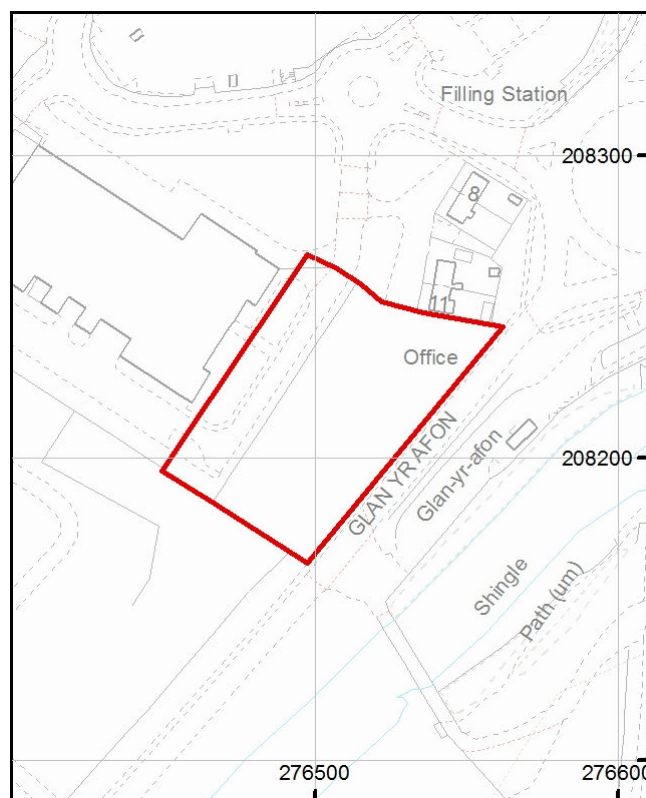 Filling Station
208300
8
11
Office
GLAN YR AFON
Glan-yr-afon
208200
Shingle
Path (um)
276500
276600